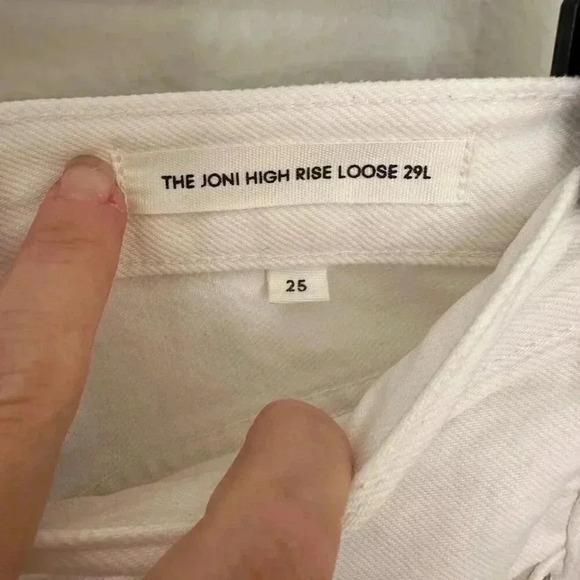 THE JONI HIGH RISE LOOSE 29L
25